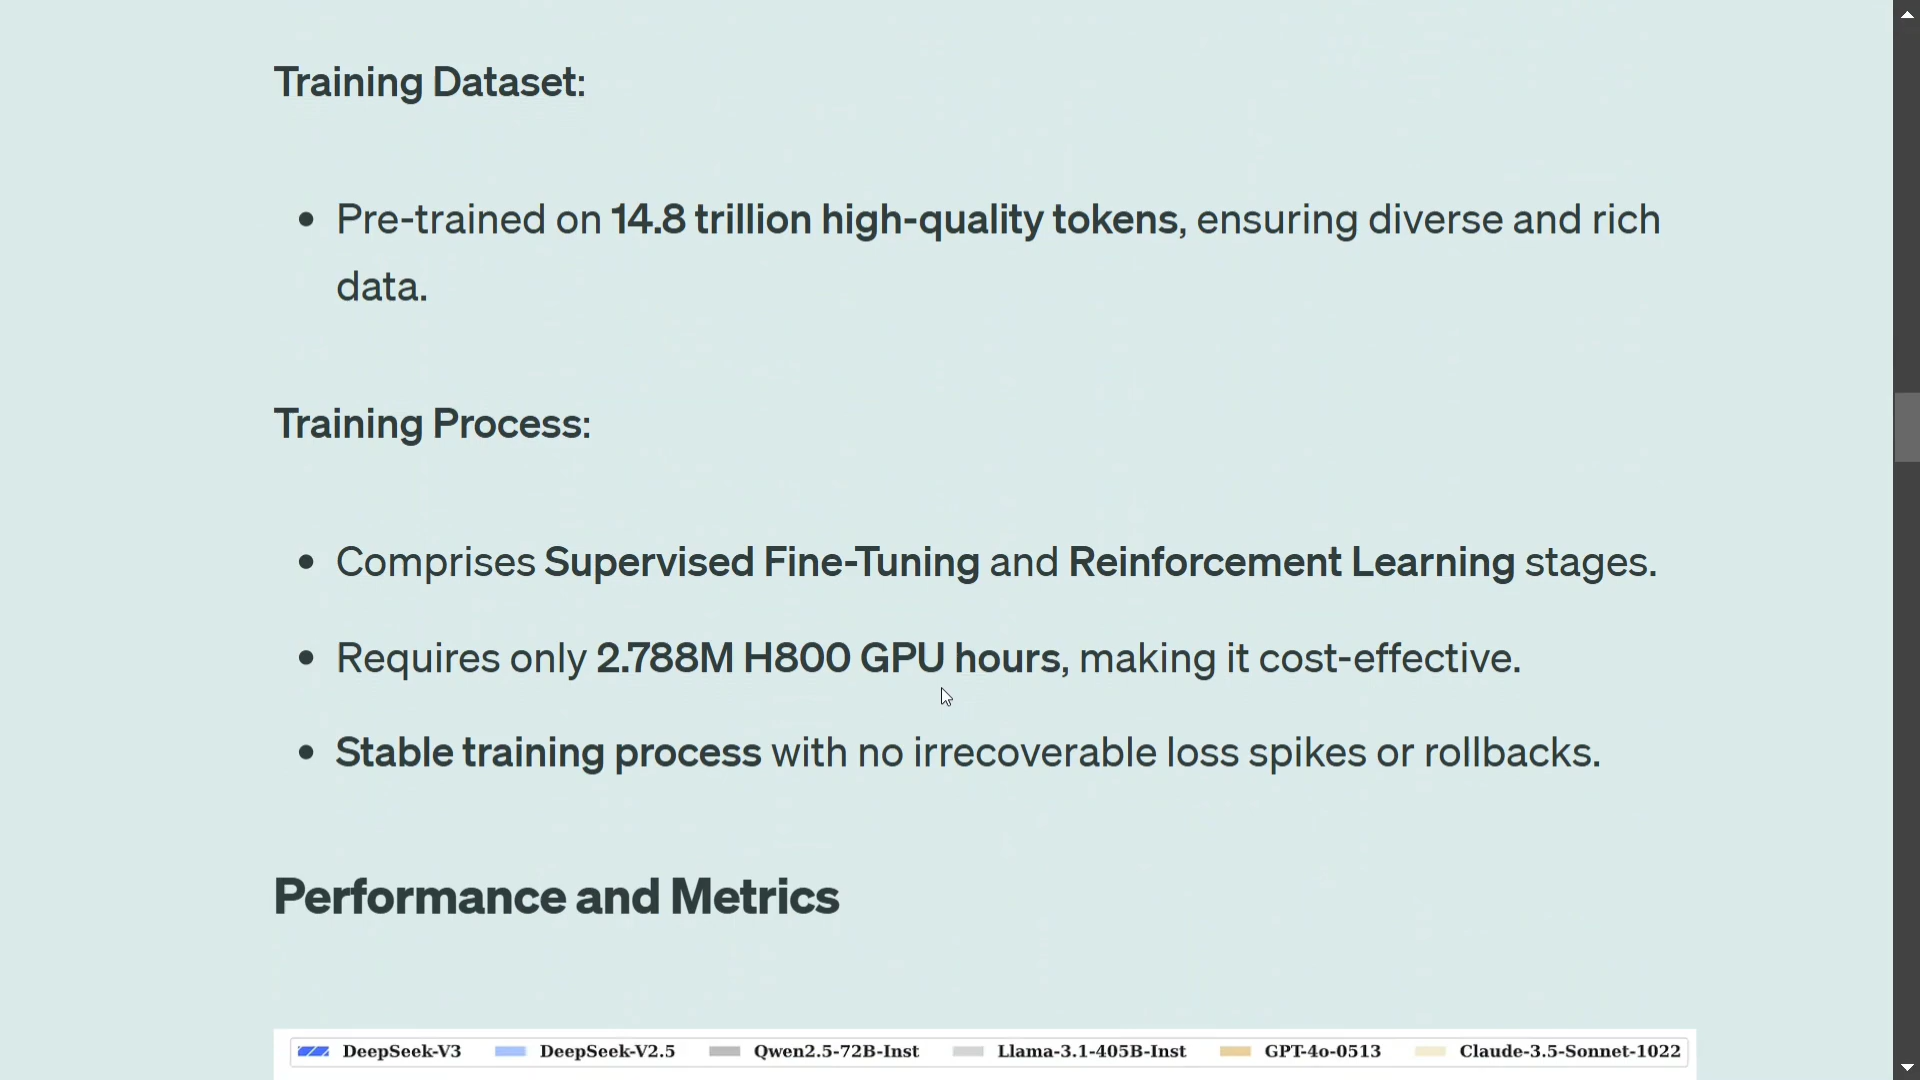 Training Dataset:
• Pre-trained on 14.8 trillion high-quality tokens, ensuring diverse and rich
data.
Training Process:
• Comprises Supervised Fine-Tuning and Reinforcement Learning stages.
• Requires only 2.788M H800 GPU hours, making it cost-effective.
• Stable training process with no irrecoverable loss spikes or rollbacks.
Performance and Metrics
DeepSeek-V3 DeepSeek-V2.5 Qwen2.5-72B-Inst Llama-3.1-405B-Inst GPT-4o-0513 Claude-3.5-Sonnet-1022